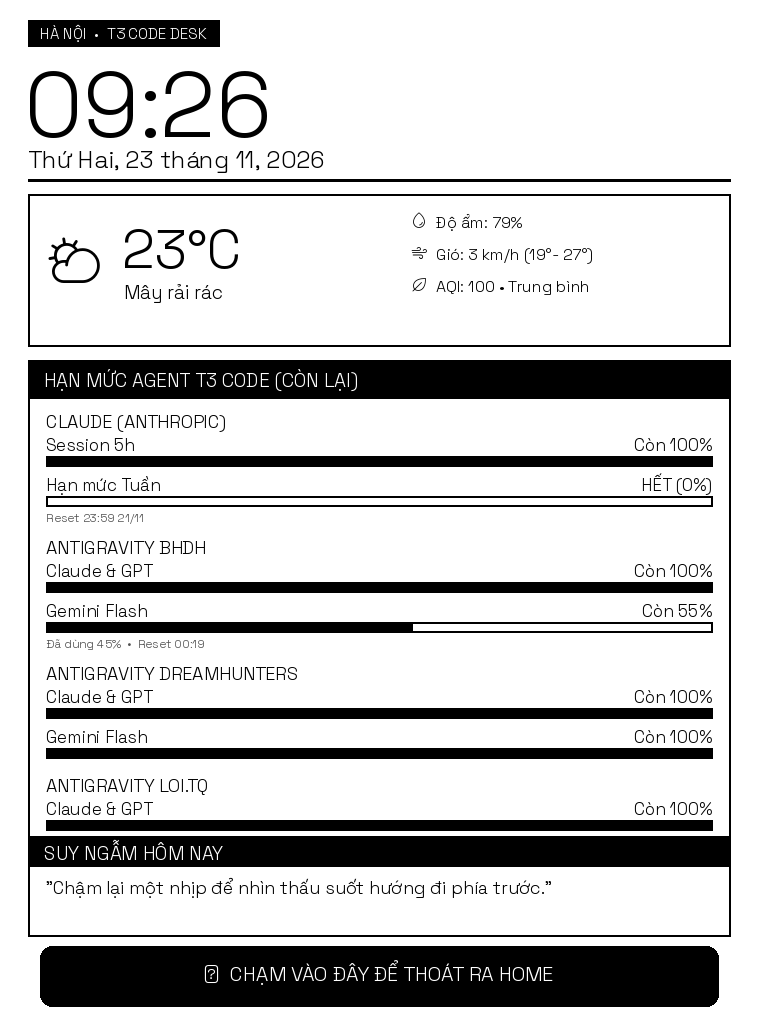 HÀ NỘI • T3 CODE DESK
09:26
Thứ Hai, 23 tháng 11, 2026
23°C
Mây rải rác
Độ ẩm: 79%
Gió: 3 km/h (19°- 27°)
AQI: 100 • Trung bình
HẠN MỨC AGENT T3 CODE (CÒN LẠI)
CLAUDE (ANTHROPIC)
Session 5h Còn 100%
Hạn mức Tuần HẾT (0%)
Reset 23:59 21/11
ANTIGRAVITY BHDH
Claude & GPT Còn 100%
Gemini Flash Còn 55%
Đã dùng 45% • Reset 00:19
ANTIGRAVITY DREAMHUNTERS
Claude & GPT Còn 100%
Gemini Flash Còn 100%
ANTIGRAVITY LOI.TQ
Claude & GPT Còn 100%
SUY NGẪM HÔM NAY
"Chậm lại một nhịp để nhìn thấu suốt hướng đi phía trước."
CHẠM VÀO ĐÂY ĐỂ THOÁT RA HOME